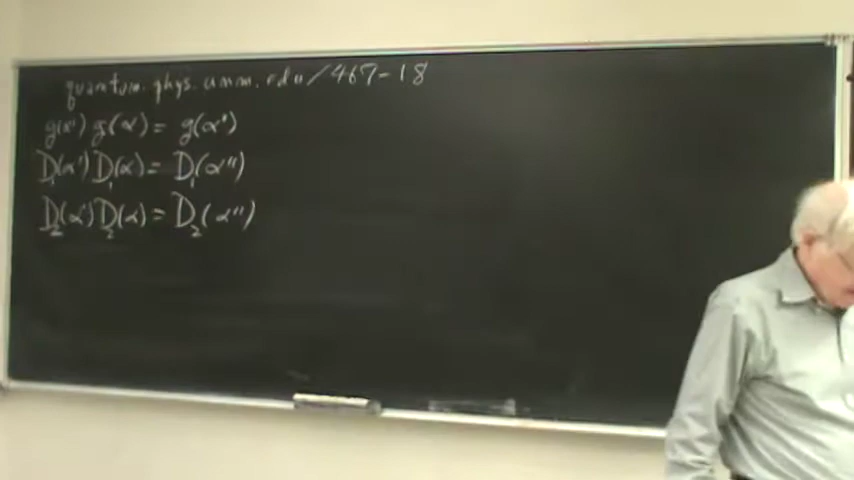 quantum.phys.unm.edu/467-18
g(α') g(α) = g(α")
D₁(α') D₁(α) = D₁(α")
D₂(α') D₂(α) = D₂(α")